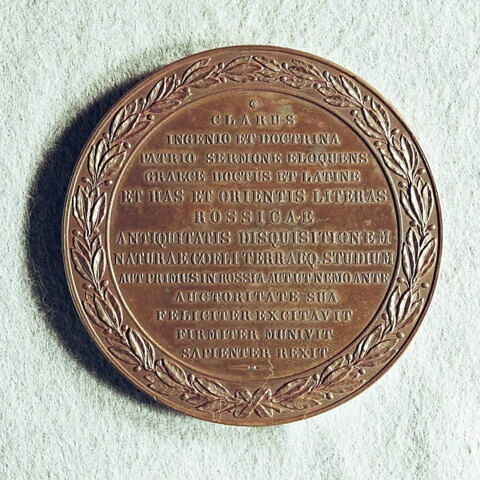 CLARUS
INGENIO ET DOCTRINA
PATRIO SERMONE ELOQUENS
GRAECE DOCTUS ET LATINE
ET HAS ET ORIENTIS LITERAS
ROSSICAE
ANTIQUITATIS DISQUISITIONEM
NATURAE COELI TERRAEQ. STUDIUM
AUT PRIMUS IN ROSSIA AUT UT NEMO ANTE
AUCTORITATE SUA
FELICITER EXCITAVIT
FIRMITER MUNIVIT
SAPIENTER REXIT